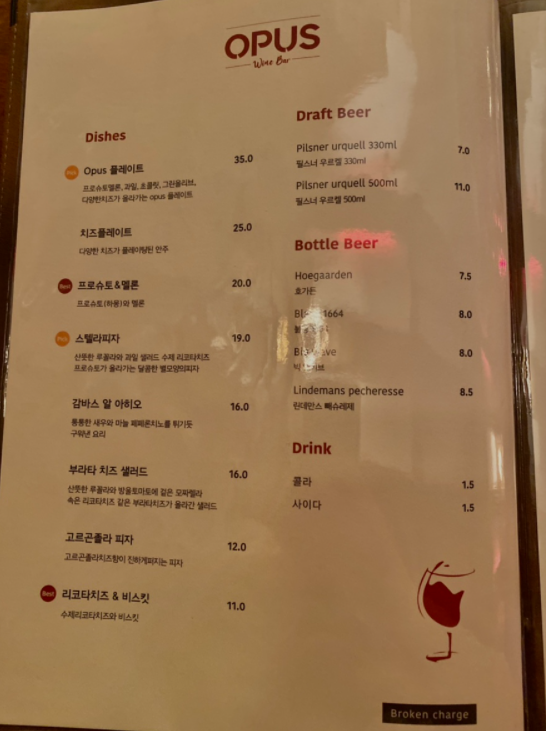 OPUS
Wine Bar
Dishes
Pick
Opus 플레이트
35.0
프로슈토멜론, 과일, 초콜릿, 그린올리브,
다양한치즈가 올라가는 opus 플레이트
치즈플레이트
25.0
다양한 치즈가 플레이팅된 안주
Best
프로슈토&멜론
20.0
프로슈토(하몽)와 멜론
Pick
스텔라피자
19.0
산뜻한 루꼴라와 과일 샐러드 수제 리코타치즈
프로슈토가 올리가는 달콤한 별모양의피자
감바스 알 아히오
16.0
통통한 새우와 마늘 페페론치노를 튀기듯
구워낸 요리
부라타 치즈 샐러드
16.0
산뜻한 루꼴라와 방울토마토에 겉은 모짜렐라
속은 리코타치즈 같은 부라타치즈가 올라간 샐러드
고르곤졸라 피자
12.0
고르곤졸라치즈향이 진하게퍼지는 피자
Best
리코타치즈 & 비스킷
11.0
수제리코타치즈와 비스킷
Draft Beer
Pilsner urquell 330ml
7.0
필스너 우르켈 330ml
Pilsner urquell 500ml
11.0
필스너 우르켈 500ml
Bottle Beer
Hoegaarden
7.5
호가든
1664
8.0
8.0
Lindemans pecheresse
8.5
린데만스 빼슈레제
Drink
콜라
1.5
사이다
1.5
Broken charge